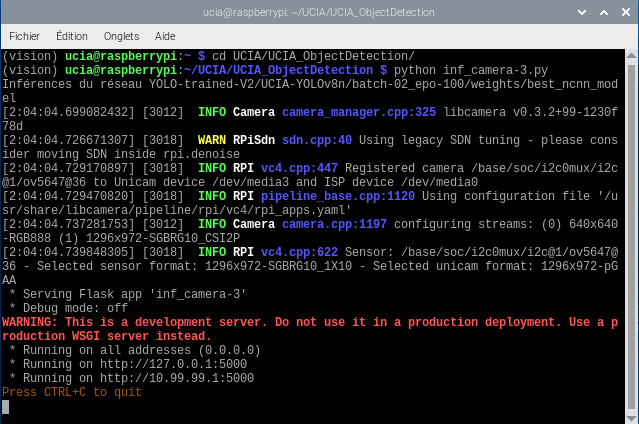 ucia@raspberrypi: ~/UCIA/UCIA_ObjectDetection
Fichier Édition Onglets Aide
(vision) ucia@raspberrypi:~ $ cd UCIA/UCIA_ObjectDetection/
(vision) ucia@raspberrypi:~/UCIA/UCIA_ObjectDetection $ python inf_camera-3.py
Inférences du réseau YOLO-trained-V2/UCIA-YOLOv8n/batch-02_epo-100/weights/best_ncnn_mod
el
[2:04:04.699082432] [3012]  INFO Camera camera_manager.cpp:325 libcamera v0.3.2+99-1230f
78d
[2:04:04.726671307] [3018]  WARN RPiSdn sdn.cpp:40 Using legacy SDN tuning - please cons
ider moving SDN inside rpi.denoise
[2:04:04.729170897] [3018]  INFO RPI vc4.cpp:447 Registered camera /base/soc/i2c0mux/i2c
@1/ov5647@36 to Unicam device /dev/media3 and ISP device /dev/media0
[2:04:04.729470820] [3018]  INFO RPI pipeline_base.cpp:1120 Using configuration file '/u
sr/share/libcamera/pipeline/rpi/vc4/rpi_apps.yaml'
[2:04:04.737281753] [3012]  INFO Camera camera.cpp:1197 configuring streams: (0) 640x640
-RGB888 (1) 1296x972-SGBRG10_CSI2P
[2:04:04.739848305] [3018]  INFO RPI vc4.cpp:622 Sensor: /base/soc/i2c0mux/i2c@1/ov5647@
36 - Selected sensor format: 1296x972-SGBRG10_1X10 - Selected unicam format: 1296x972-pG
AA
 * Serving Flask app 'inf_camera-3'
 * Debug mode: off
WARNING: This is a development server. Do not use it in a production deployment. Use a p
roduction WSGI server instead.
 * Running on all addresses (0.0.0.0)
 * Running on http://127.0.0.1:5000
 * Running on http://10.99.99.1:5000
Press CTRL+C to quit